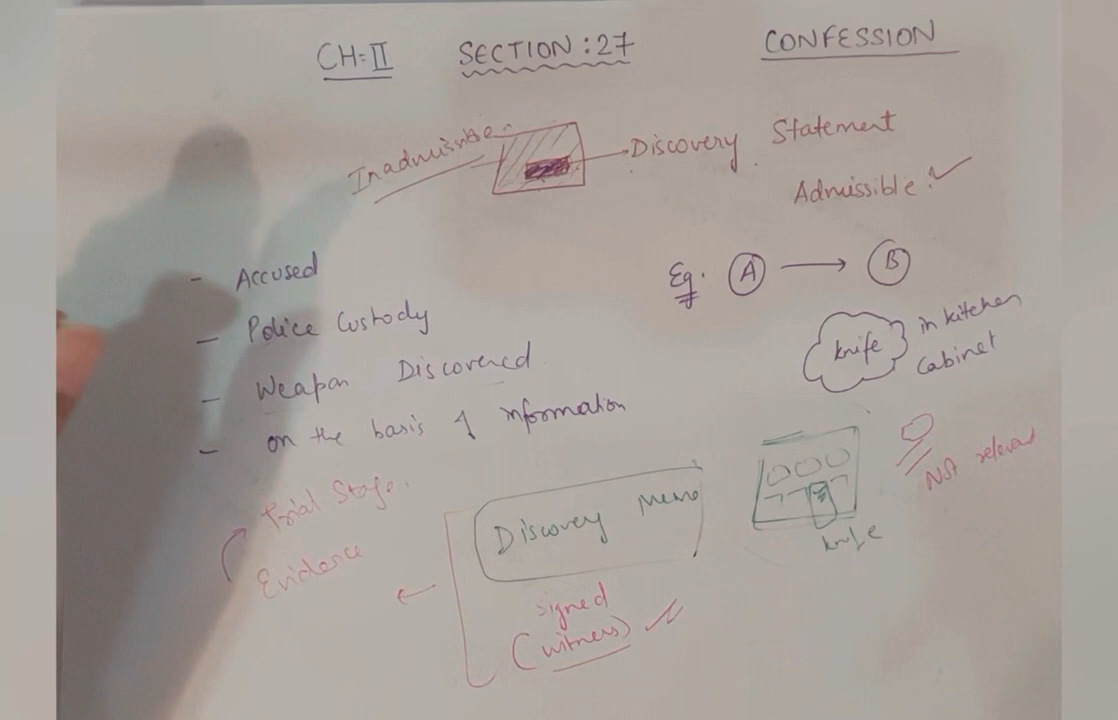 CH:II SECTION:27 CONFESSION
Inadmissible
Discovery Statement
Admissible
- Accused
- Police Custody
- Weapon Discovered
- on the basis of information
Eg. A → B
knife in kitchen
cabinet
Not relevant
knife
Trial Stage.
Evidence
Discovery Memo
Signed
(witness)